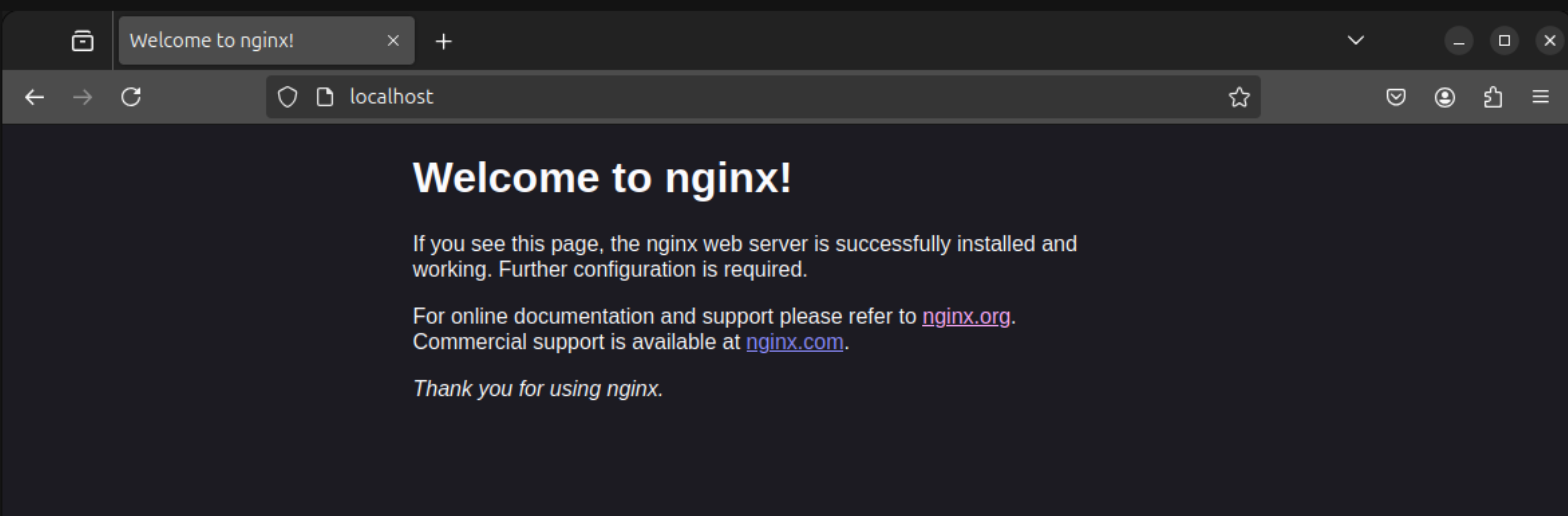 Welcome to nginx!
localhost
Welcome to nginx!
If you see this page, the nginx web server is successfully installed and
working. Further configuration is required.
For online documentation and support please refer to nginx.org.
Commercial support is available at nginx.com.
Thank you for using nginx.